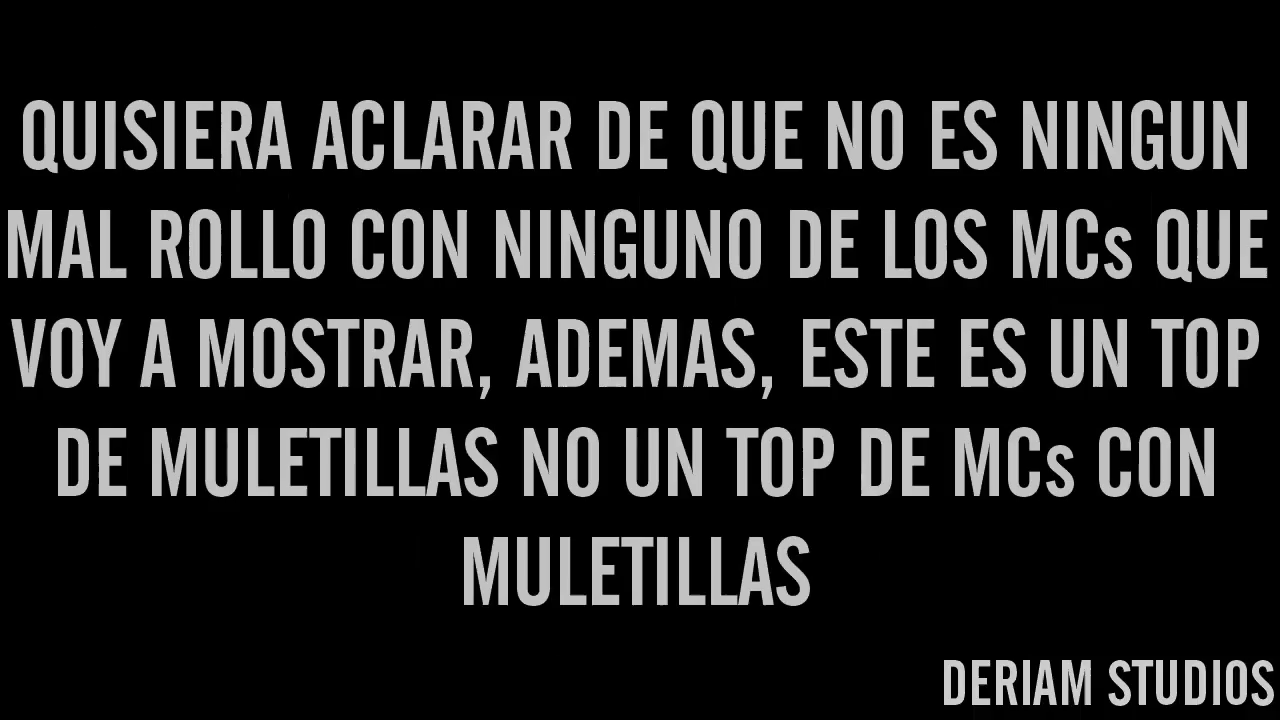 QUISIERA ACLARAR DE QUE NO ES NINGUN
MAL ROLLO CON NINGUNO DE LOS MCs QUE
VOY A MOSTRAR, ADEMAS, ESTE ES UN TOP
DE MULETILLAS NO UN TOP DE MCs CON
MULETILLAS
DERIAM STUDIOS